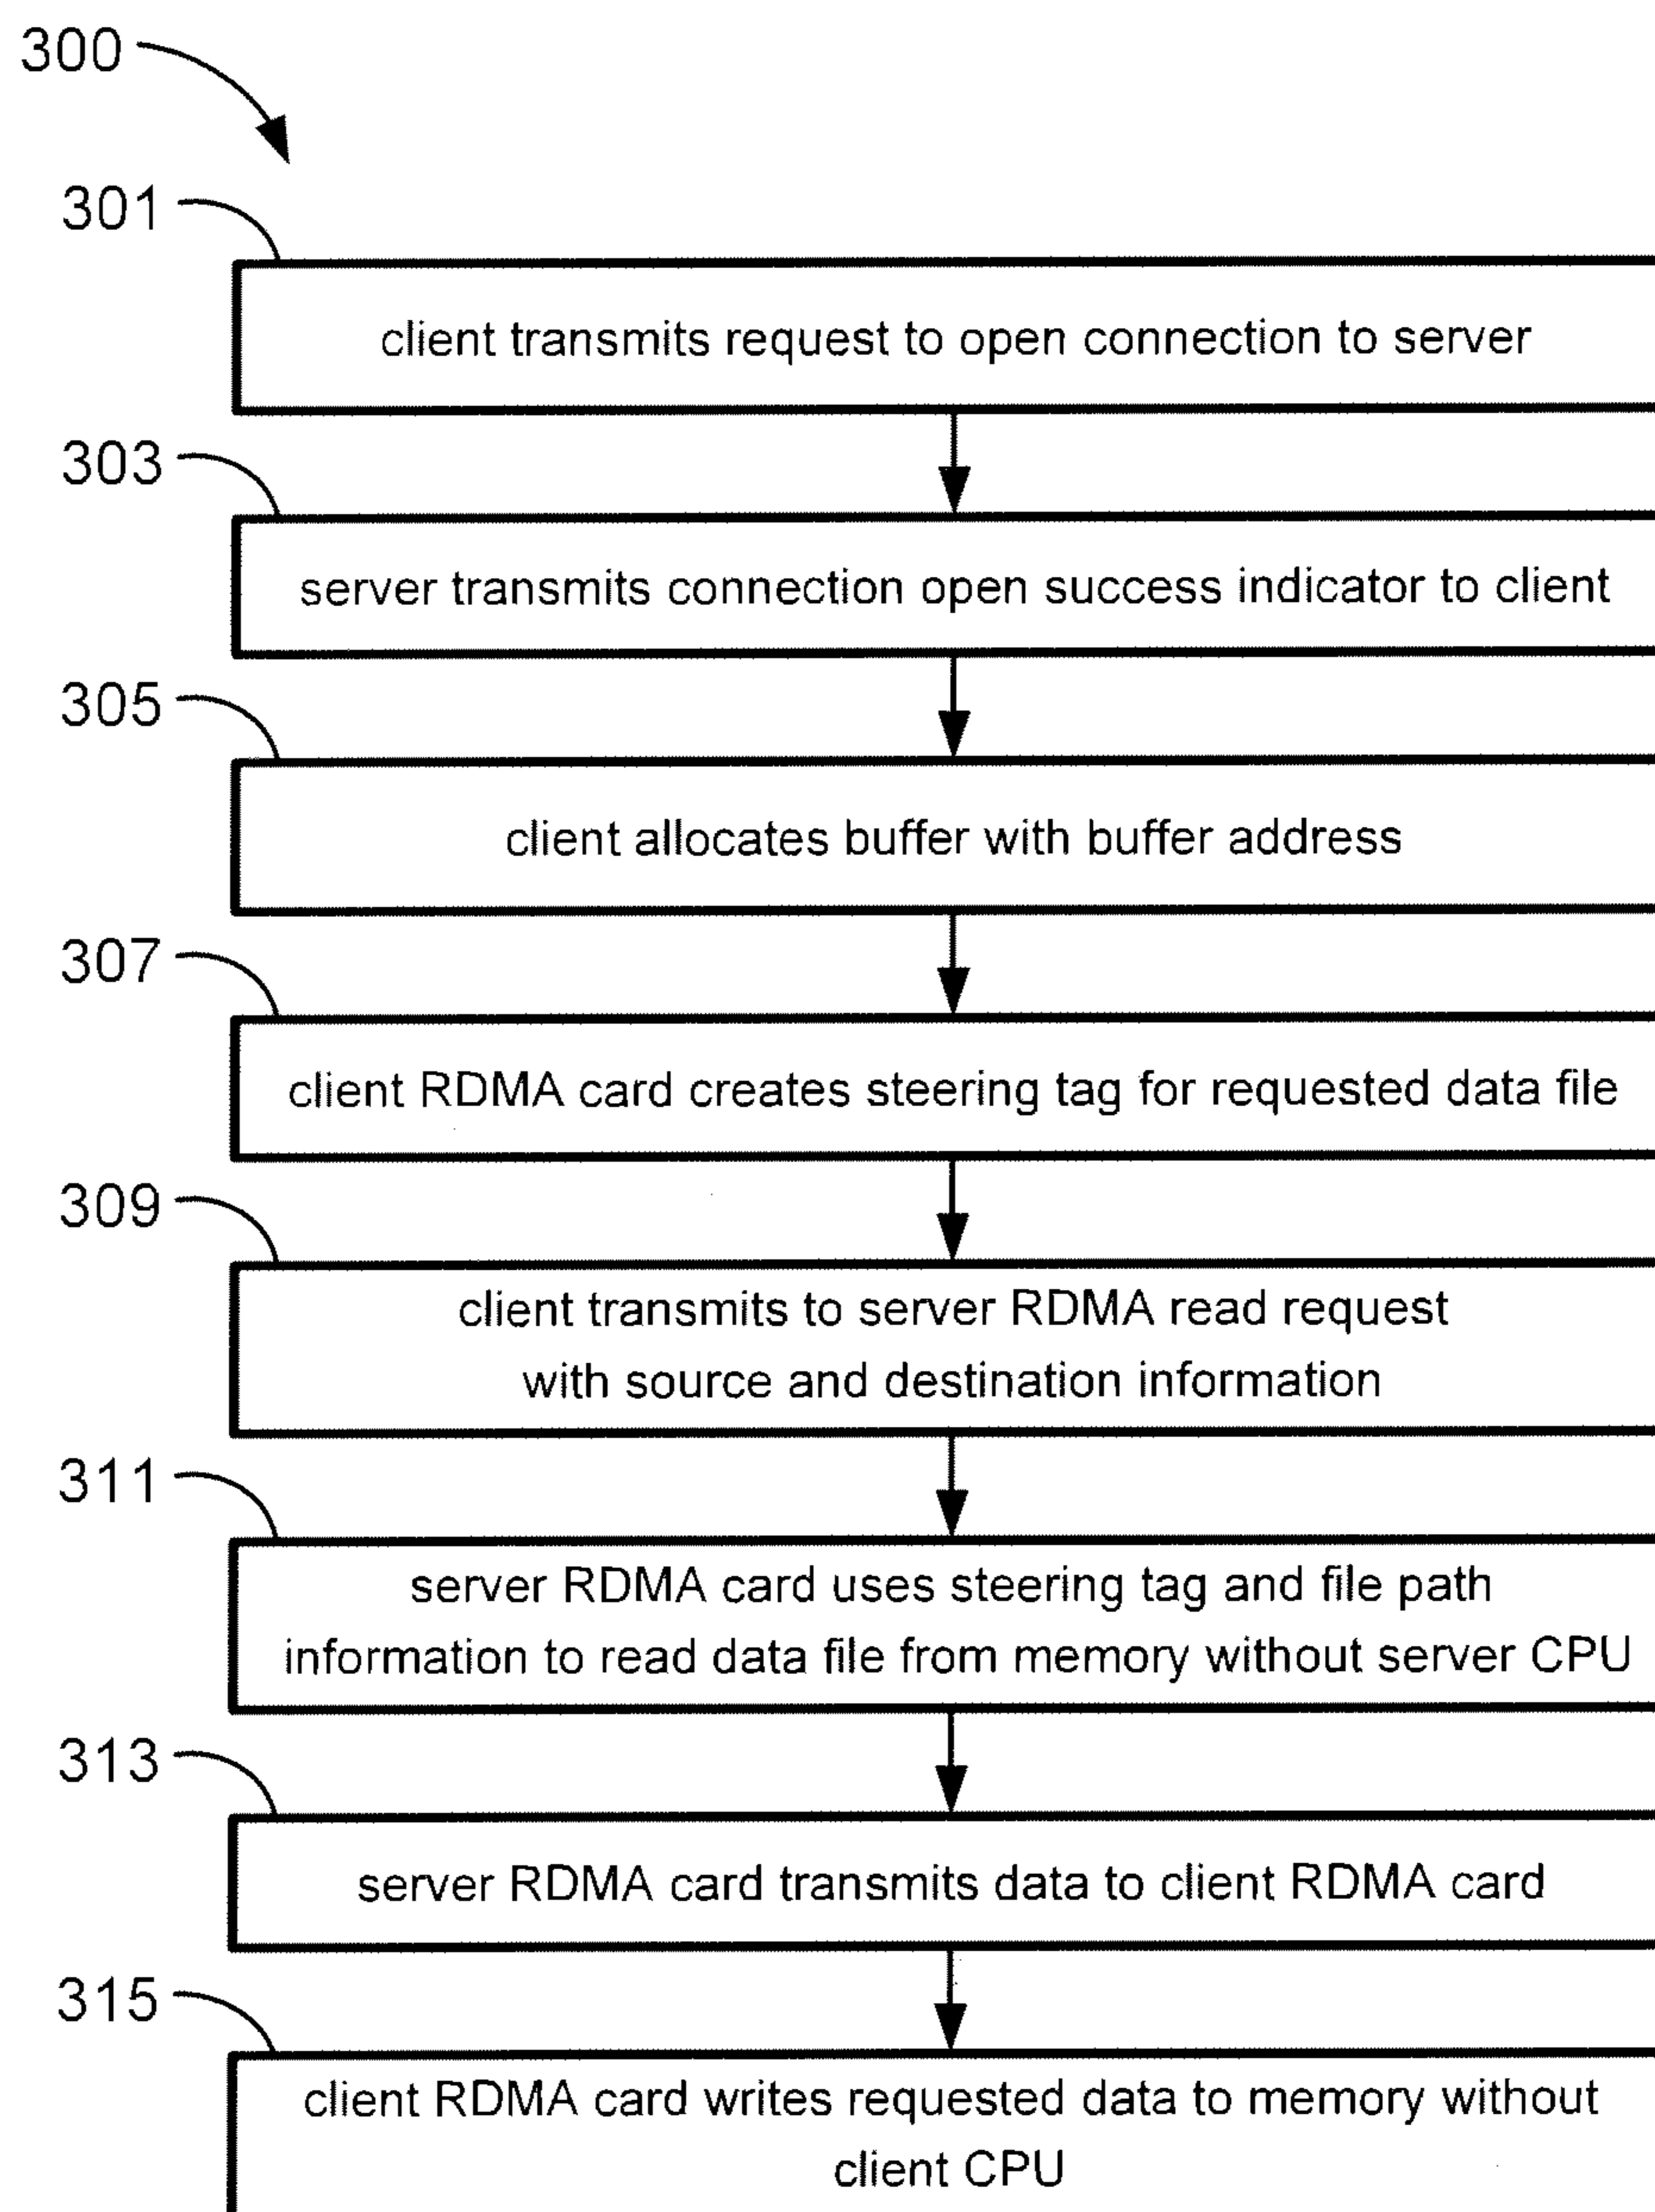 300
301
client transmits request to open connection to server
303
server transmits connection open success indicator to client
305
client allocates buffer with buffer address
307
client RDMA card creates steering tag for requested data file
309
client transmits to server RDMA read request
with source and destination information
311
server RDMA card uses steering tag and file path
information to read data file from memory without server CPU
313
server RDMA card transmits data to client RDMA card
315
client RDMA card writes requested data to memory without
client CPU